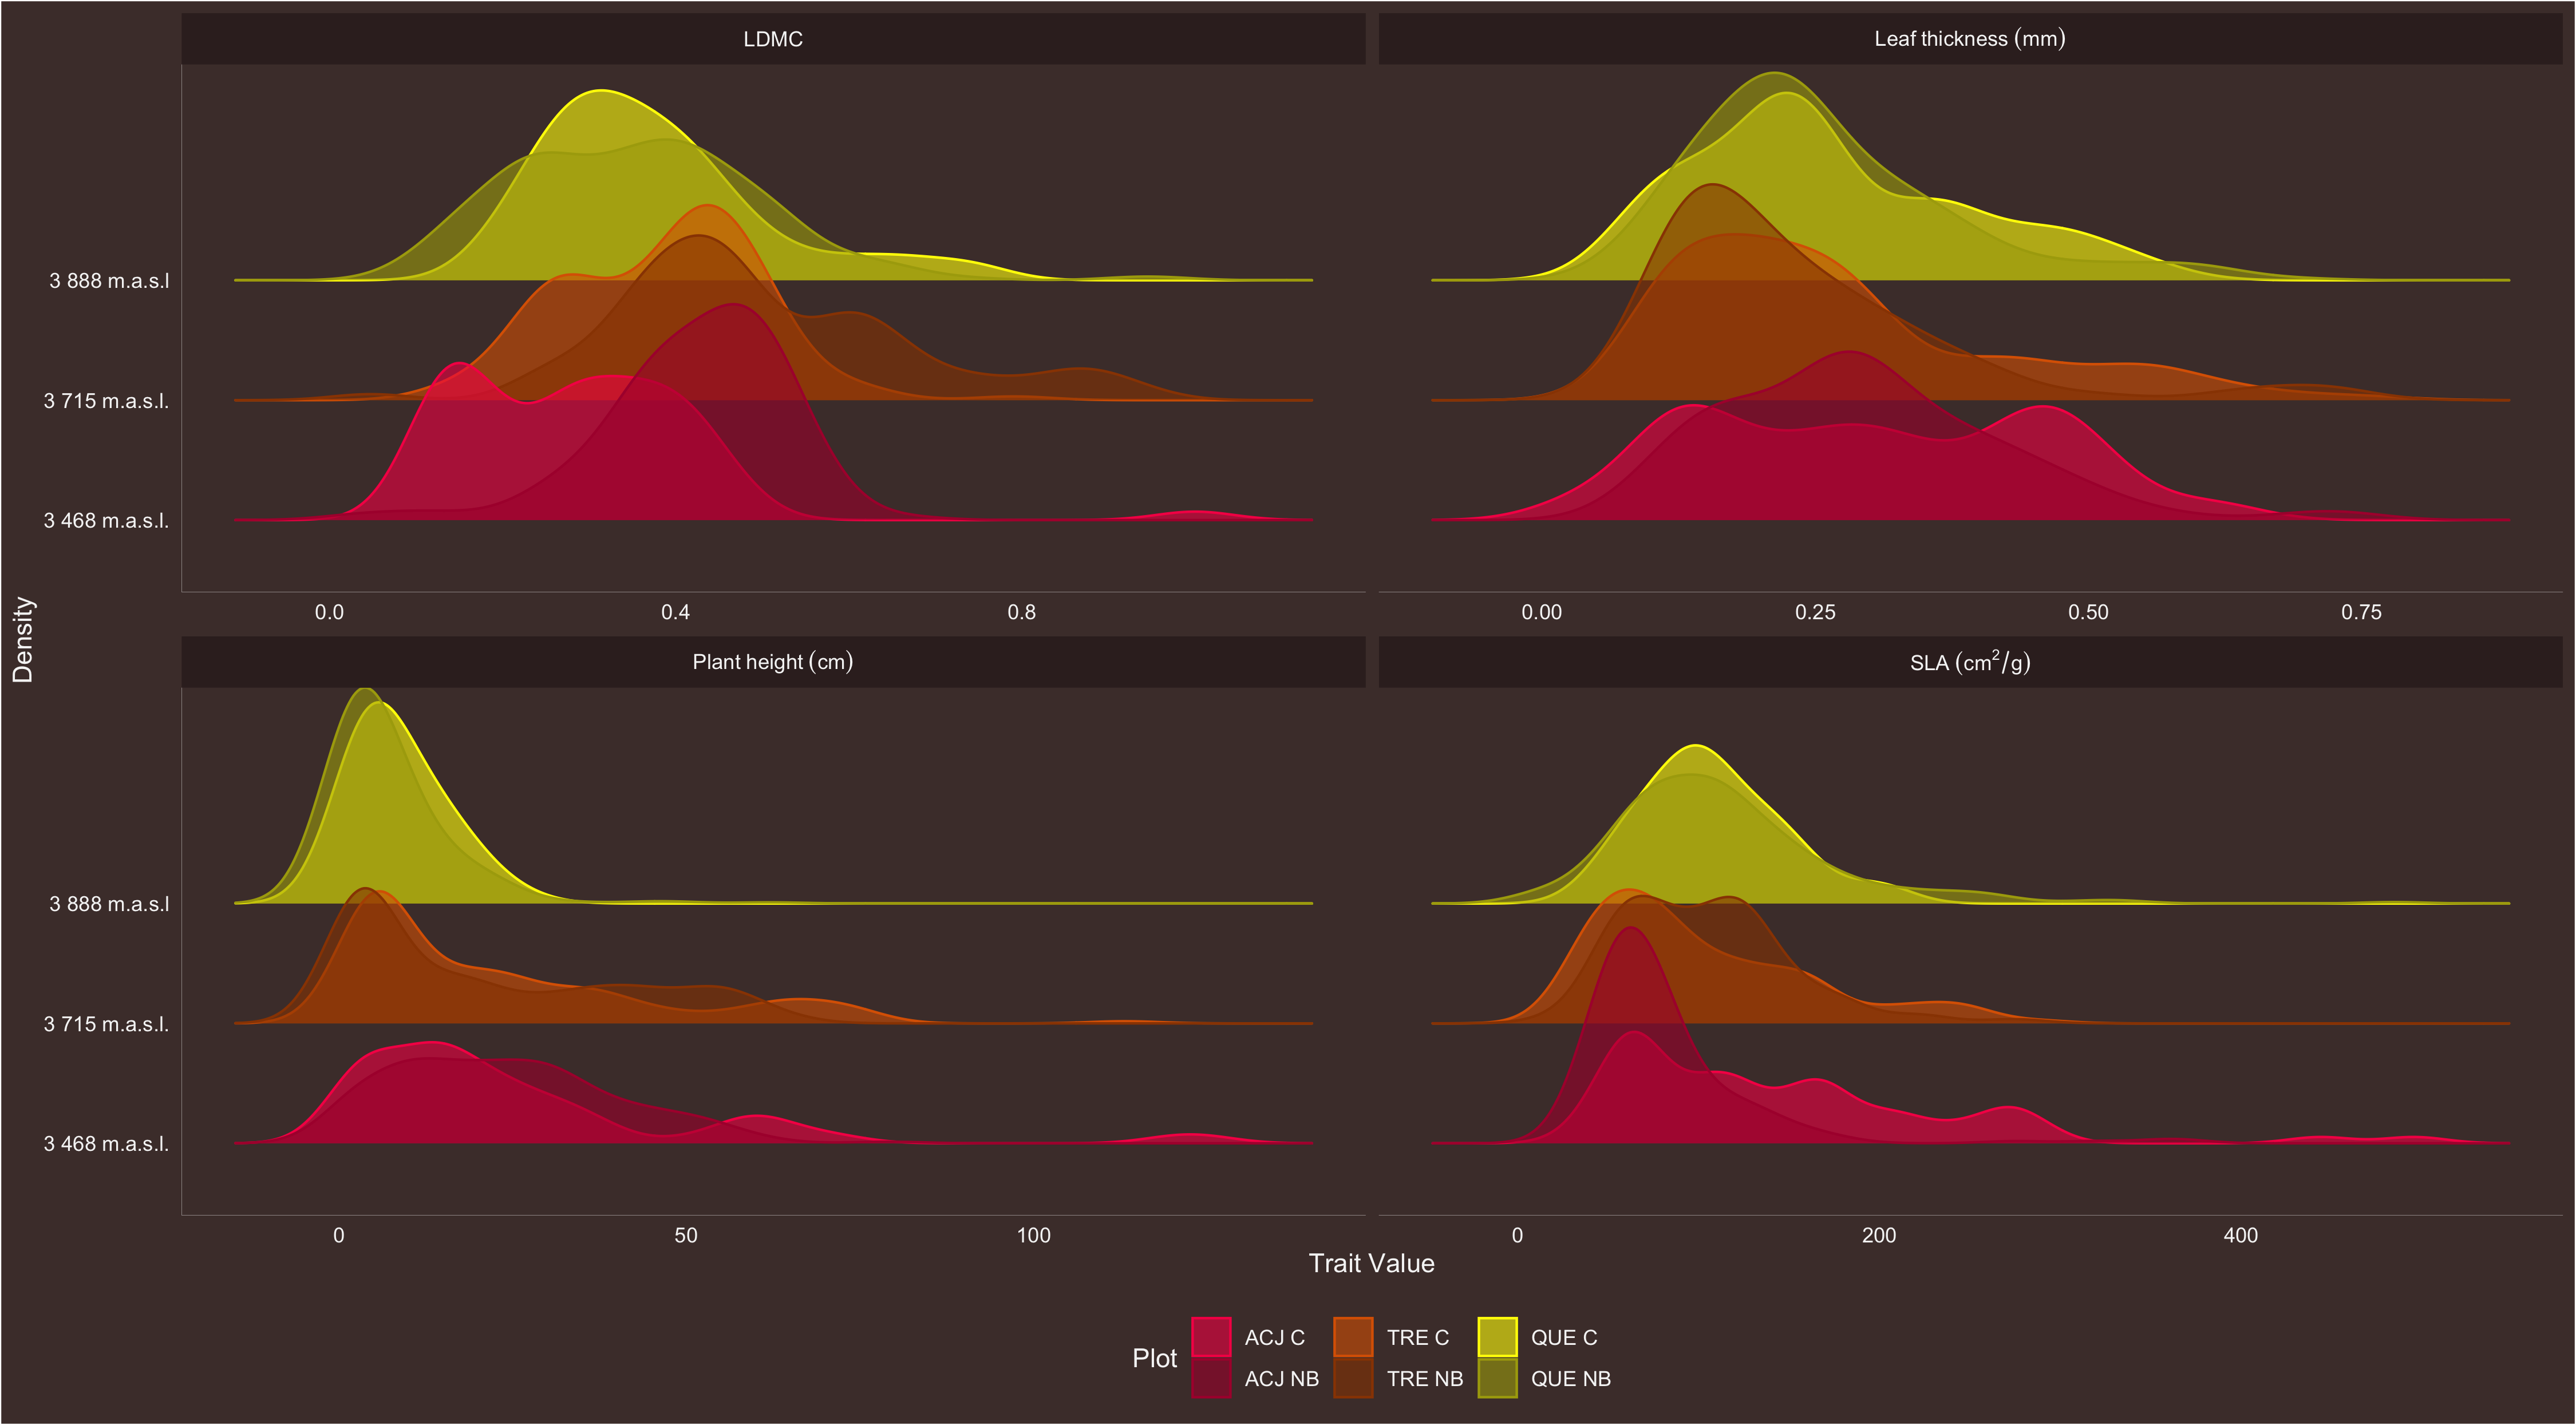 LDMC
Leaf thickness (mm)
3 888 m.a.s.l
3 715 m.a.s.l.
3 468 m.a.s.l.
0.0 0.4 0.8
0.00 0.25 0.50 0.75
Density
Plant height (cm)
SLA (cm²/g)
3 888 m.a.s.l
3 715 m.a.s.l.
3 468 m.a.s.l.
0 50 100
0 200 400
Trait Value
Plot
ACJ C TRE C QUE C
ACJ NB TRE NB QUE NB